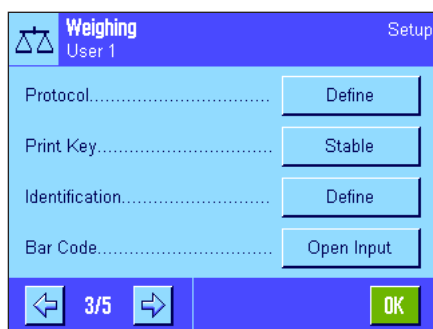 Weighing
Setup
User 1
Protocol............................... Define
Print Key.............................. Stable
Identification......................... Define
Bar Code............................... Open Input
3/5
OK